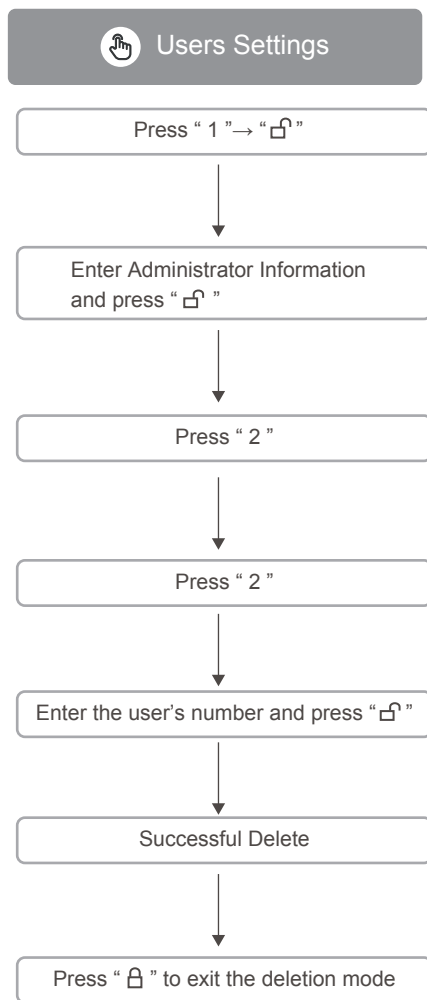 Users Settings
Press “ 1 ”→ “🔓”
Enter Administrator Information
and press “ 🔓 ”
Press “ 2 ”
Press “ 2 ”
Enter the user’s number and press “🔓”
Successful Delete
Press “ 🔒 ” to exit the deletion mode